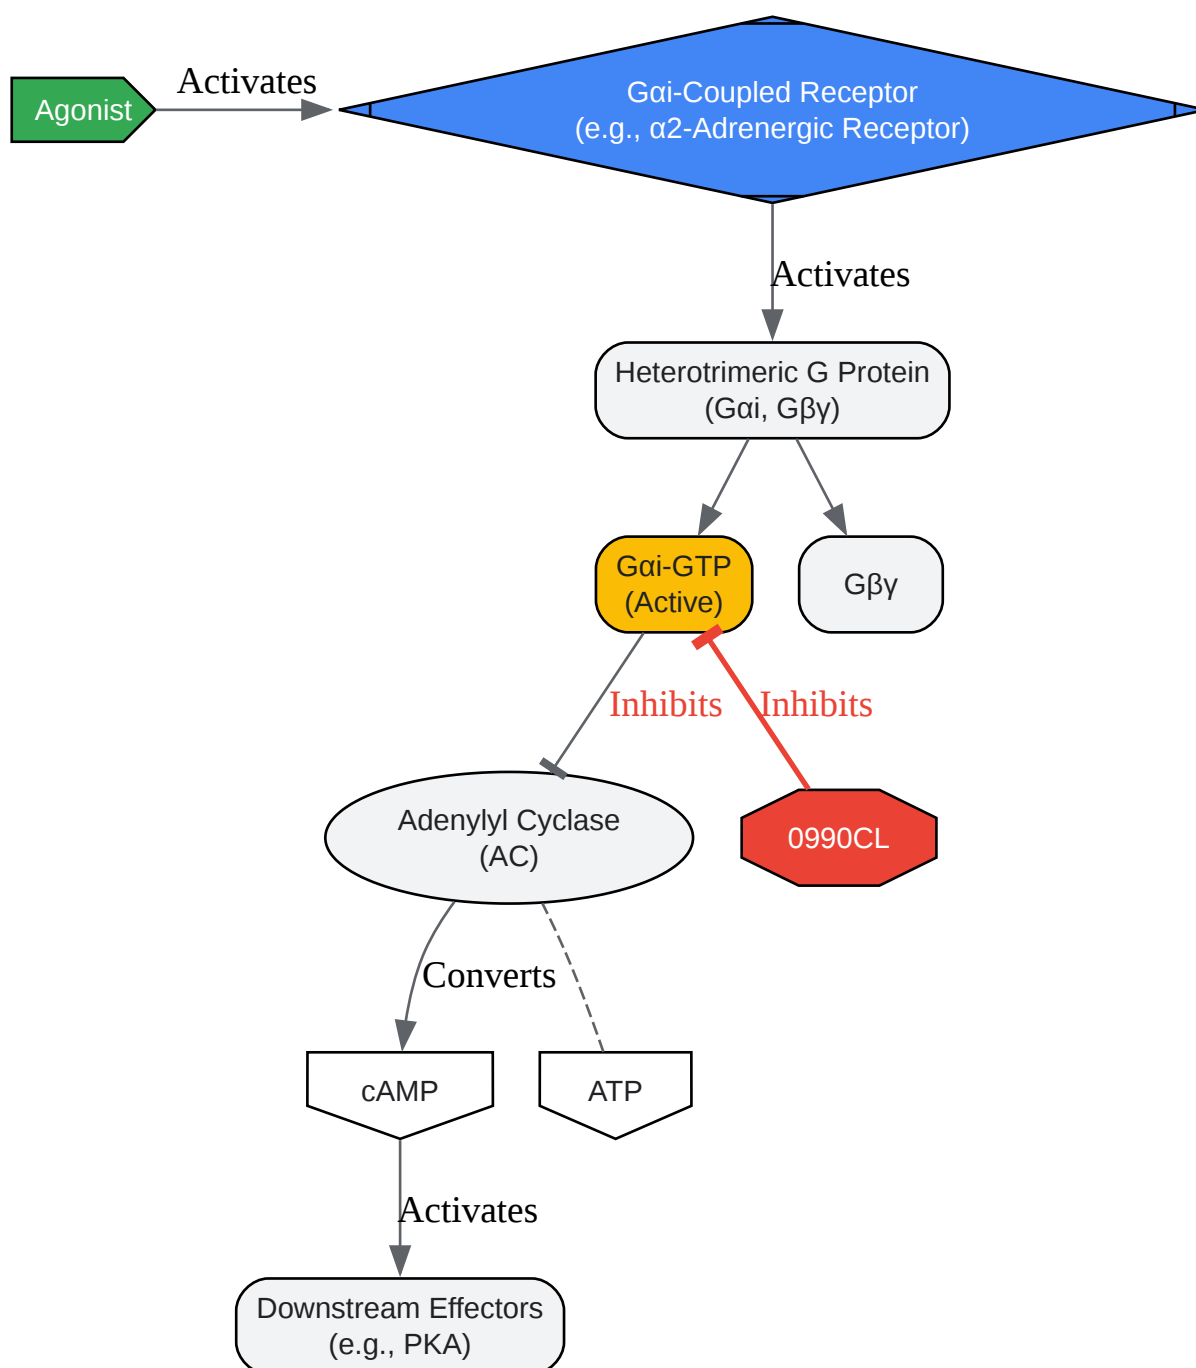 Agonist
Activates
Gαi-Coupled Receptor
(e.g., α2-Adrenergic Receptor)
Activates
Heterotrimeric G Protein
(Gαi, Gβγ)
Gαi-GTP
(Active)
Gβγ
Inhibits
Inhibits
Adenylyl Cyclase
(AC)
0990CL
Converts
cAMP
ATP
Activates
Downstream Effectors
(e.g., PKA)